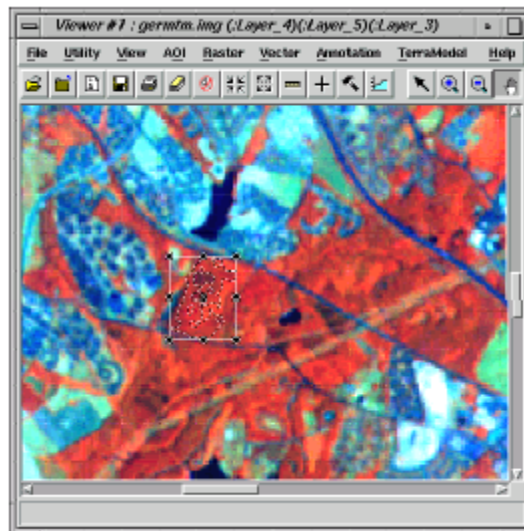 Viewer #1 : germtm.img (:Layer_4)(:Layer_5)(:Layer_3)
File Utility View AOI Raster Vector Annotation TerraModel Help